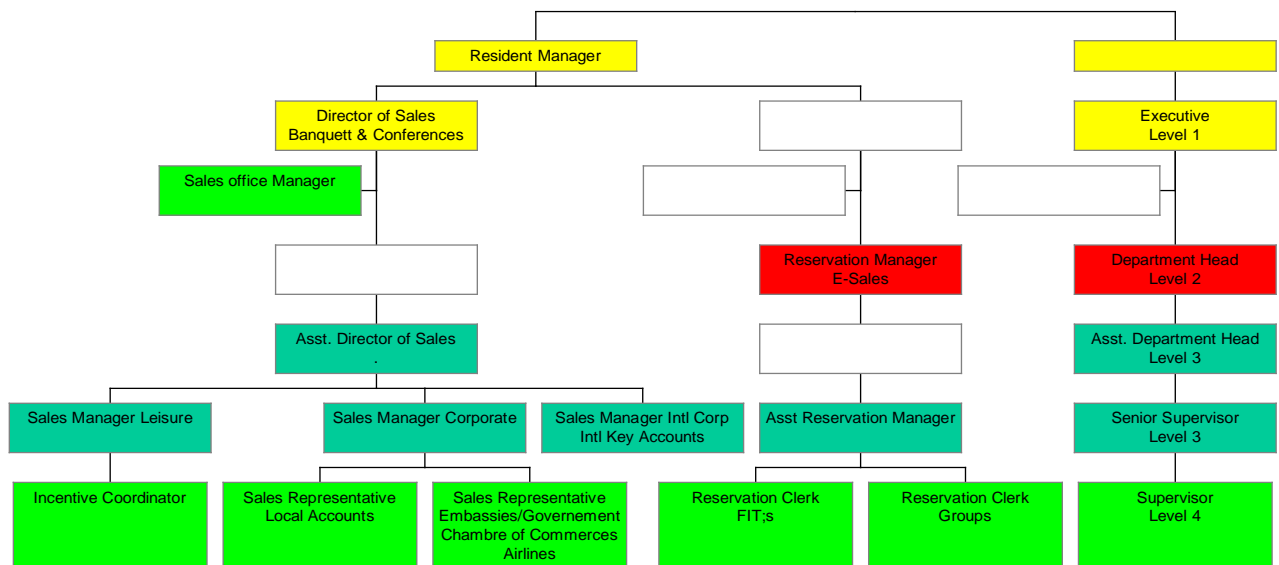 Resident Manager
Director of Sales
Banquett & Conferences
Executive
Level 1
Sales office Manager
Reservation Manager
E-Sales
Department Head
Level 2
Asst. Director of Sales
.
Asst. Department Head
Level 3
Sales Manager Leisure
Sales Manager Corporate
Sales Manager Intl Corp
Intl Key Accounts
Asst Reservation Manager
Senior Supervisor
Level 3
Incentive Coordinator
Sales Representative
Local Accounts
Sales Representative
Embassies/Governement
Chambre of Commerces
Airlines
Reservation Clerk
FIT;s
Reservation Clerk
Groups
Supervisor
Level 4